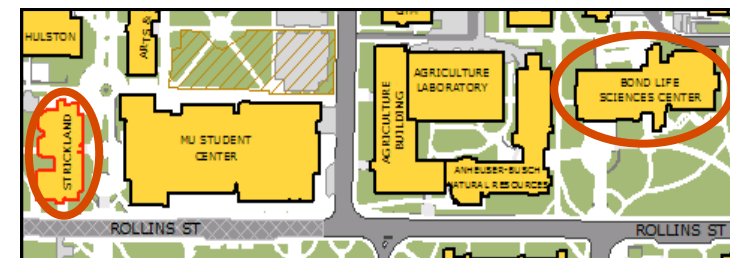 HULSTON
ARTS &
GYM
STRICKLAND
MU STUDENT
CENTER
AGRICULTURE
BUILDING
AGRICULTURE
LABORATORY
ANHEUSER-BUSCH
NATURAL RESOURCES
BOND LIFE
SCIENCES CENTER
ROLLINS ST
ROLLINS ST